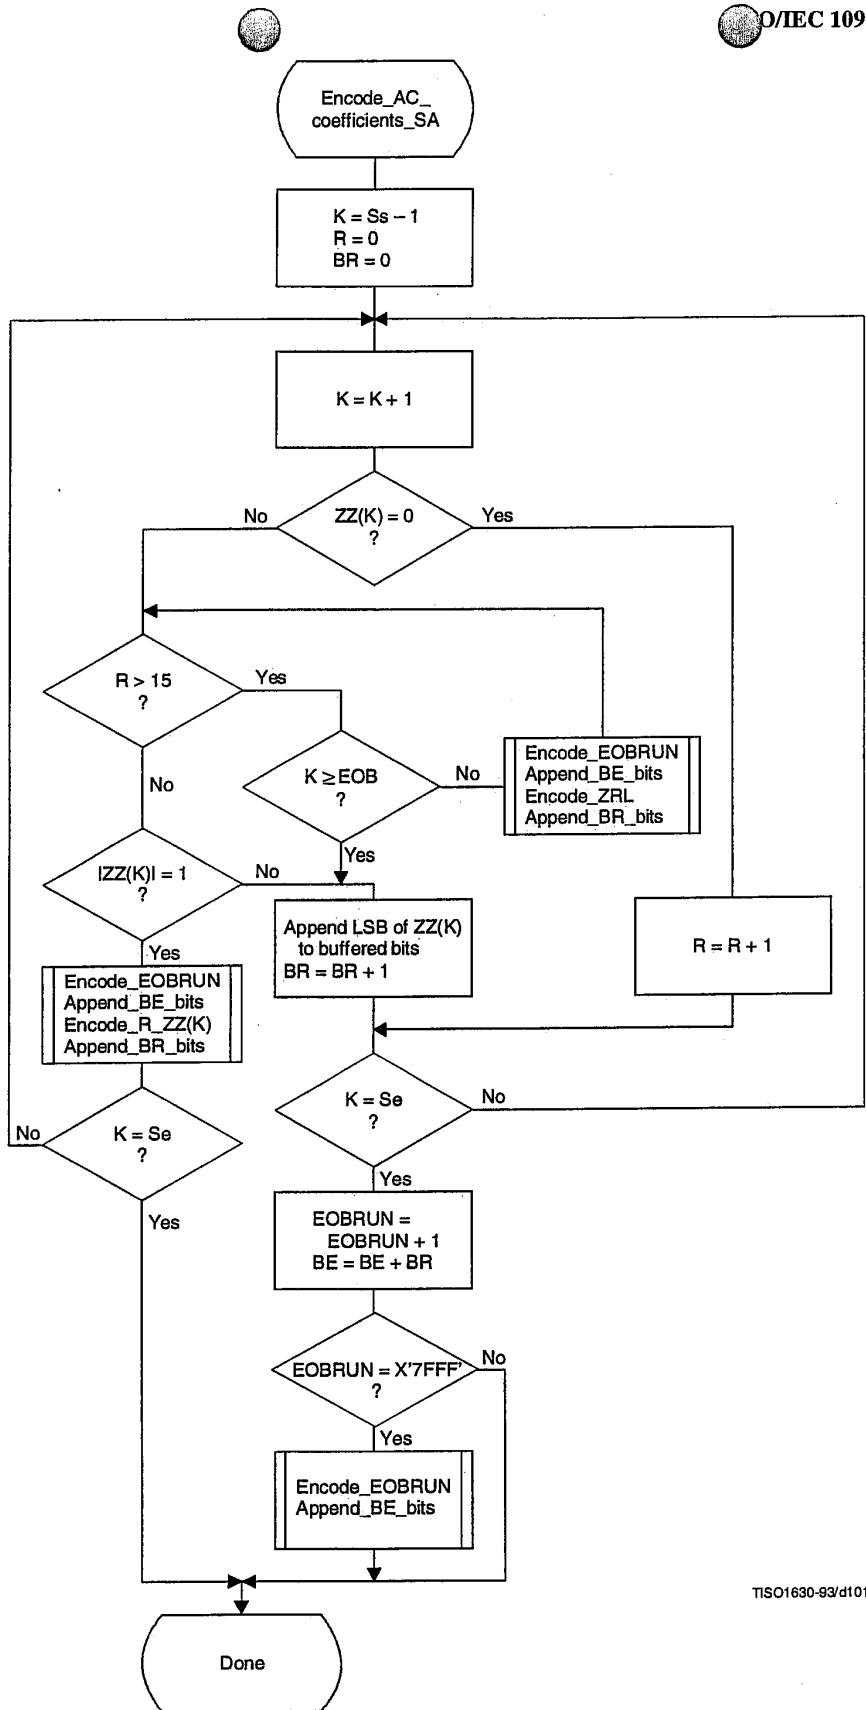 O/IEC 109
Encode_AC_
coefficients_SA
K = Ss – 1
R = 0
BR = 0
K = K + 1
ZZ(K) = 0
?
No
Yes
R > 15
?
Yes
No
K ≥ EOB
?
No
Yes
Encode_EOBRUN
Append_BE_bits
Encode_ZRL
Append_BR_bits
|ZZ(K)| = 1
?
No
Yes
Append LSB of ZZ(K)
to buffered bits
BR = BR + 1
R = R + 1
Encode_EOBRUN
Append_BE_bits
Encode_R_ZZ(K)
Append_BR_bits
K = Se
?
No
Yes
K = Se
?
No
Yes
EOBRUN =
EOBRUN + 1
BE = BE + BR
EOBRUN = X'7FFF'
?
No
Yes
Encode_EOBRUN
Append_BE_bits
TISO1630-93/d101
Done